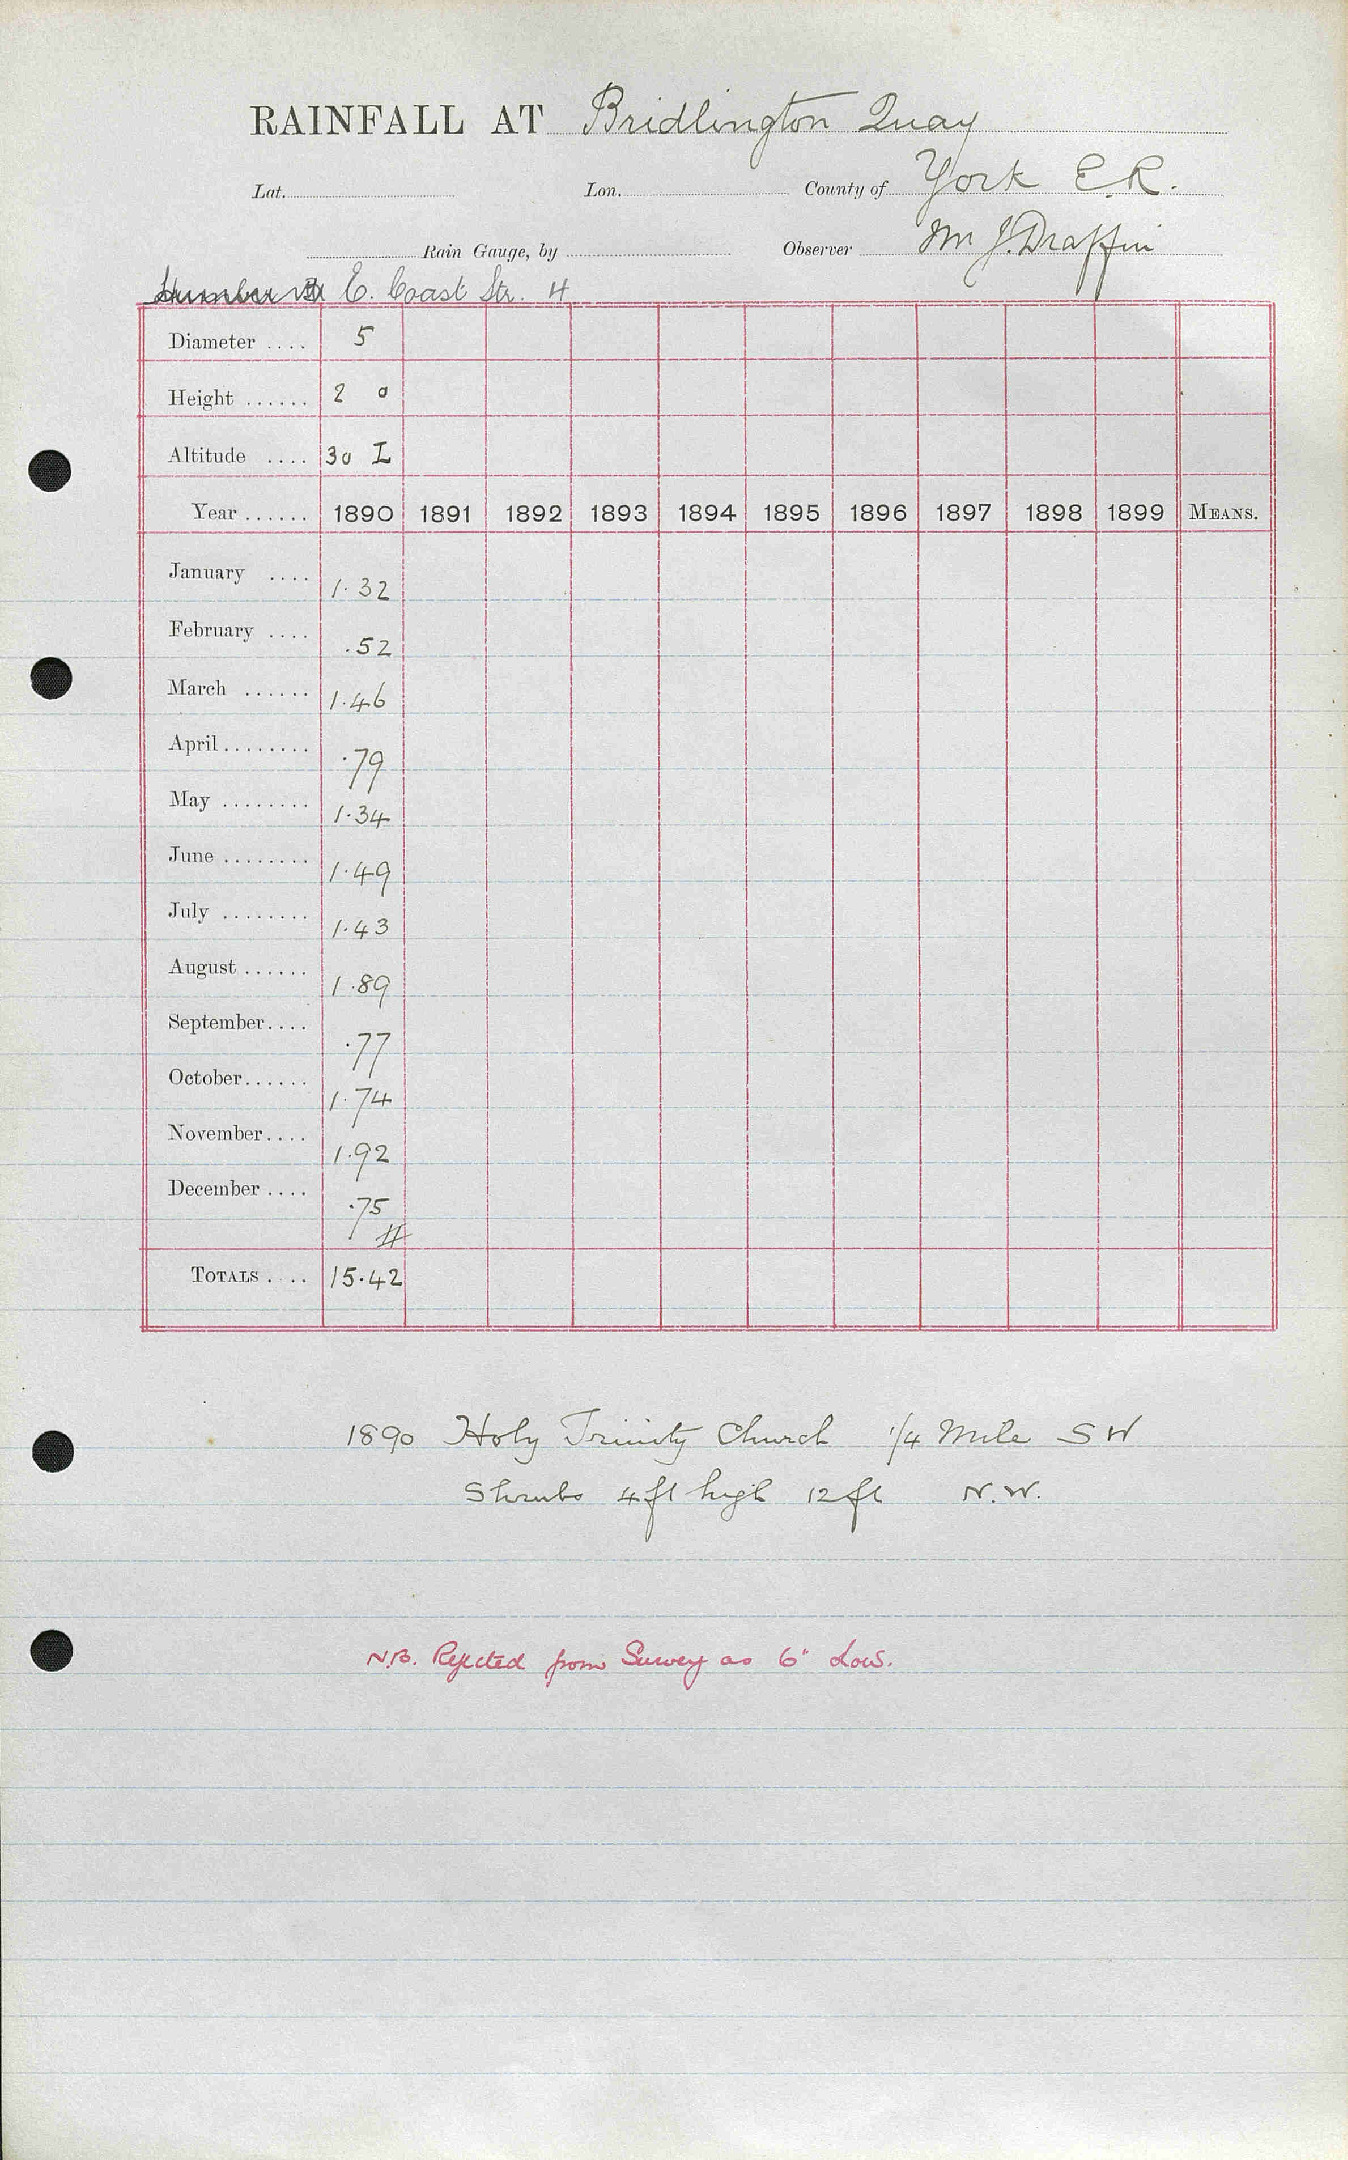 RAINFALL AT Bridlington Quay
Lat. Lon. County of York E.R.
Rain Gauge, by Observer Mr J. Draffin
Humber E. Coast Str. 4
Diameter .... 5
Height ...... 2 0
Altitude .... 30 I
Year ...... 1890 1891 1892 1893 1894 1895 1896 1897 1898 1899 MEANS.
January .... 1.32
February .... .52
March ...... 1.46
April ........ .79
May ........ 1.34
June ........ 1.49
July ........ 1.43
August ...... 1.89
September .... .77
October ...... 1.74
November .... 1.92
December .... .75
TOTALS .... 15.42
1890 Holy Trinity Church 1/4 Mile S W
Shrubs 4ft high 12ft N.W.
N.B. Rejected from Survey as 6" Low.